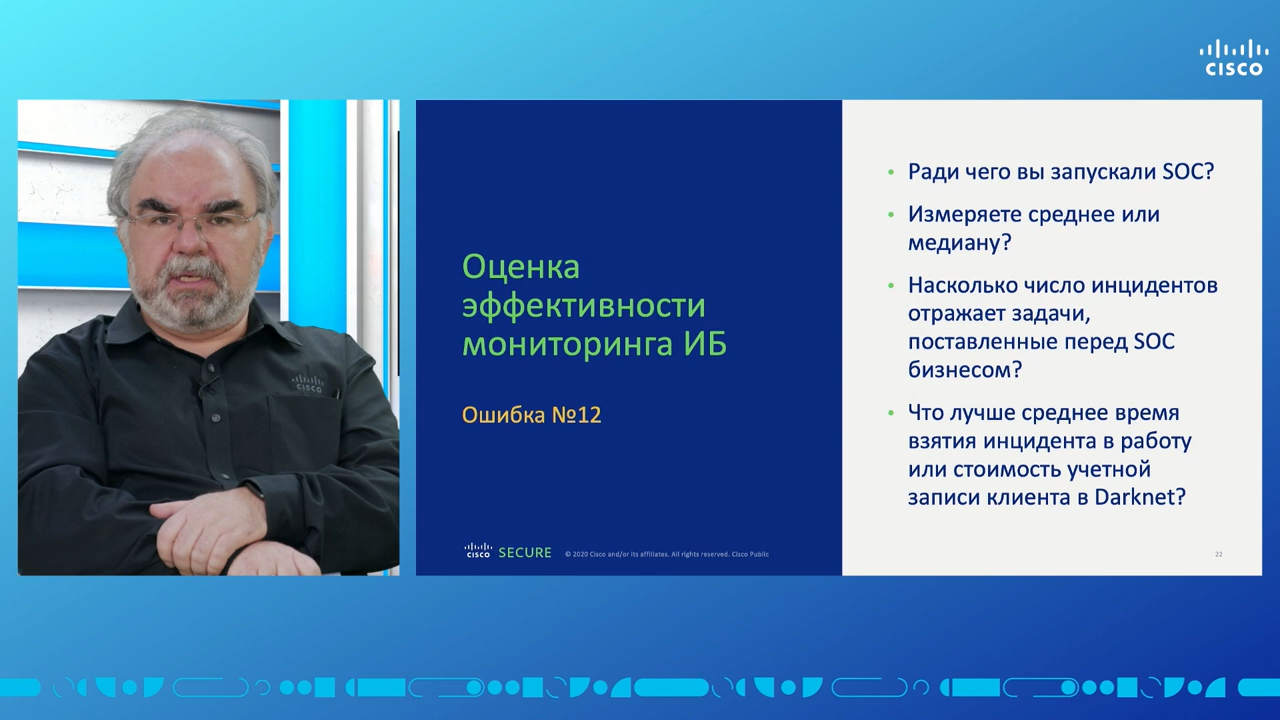 CISCO
CISCO
Оценка
эффективности
мониторинга ИБ
Ошибка №12
CISCO SECURE © 2020 Cisco and/or its affiliates. All rights reserved. Cisco Public
• Ради чего вы запускали SOC?
• Измеряете среднее или
медиану?
• Насколько число инцидентов
отражает задачи,
поставленные перед SOC
бизнесом?
• Что лучше среднее время
взятия инцидента в работу
или стоимость учетной
записи клиента в Darknet?
22